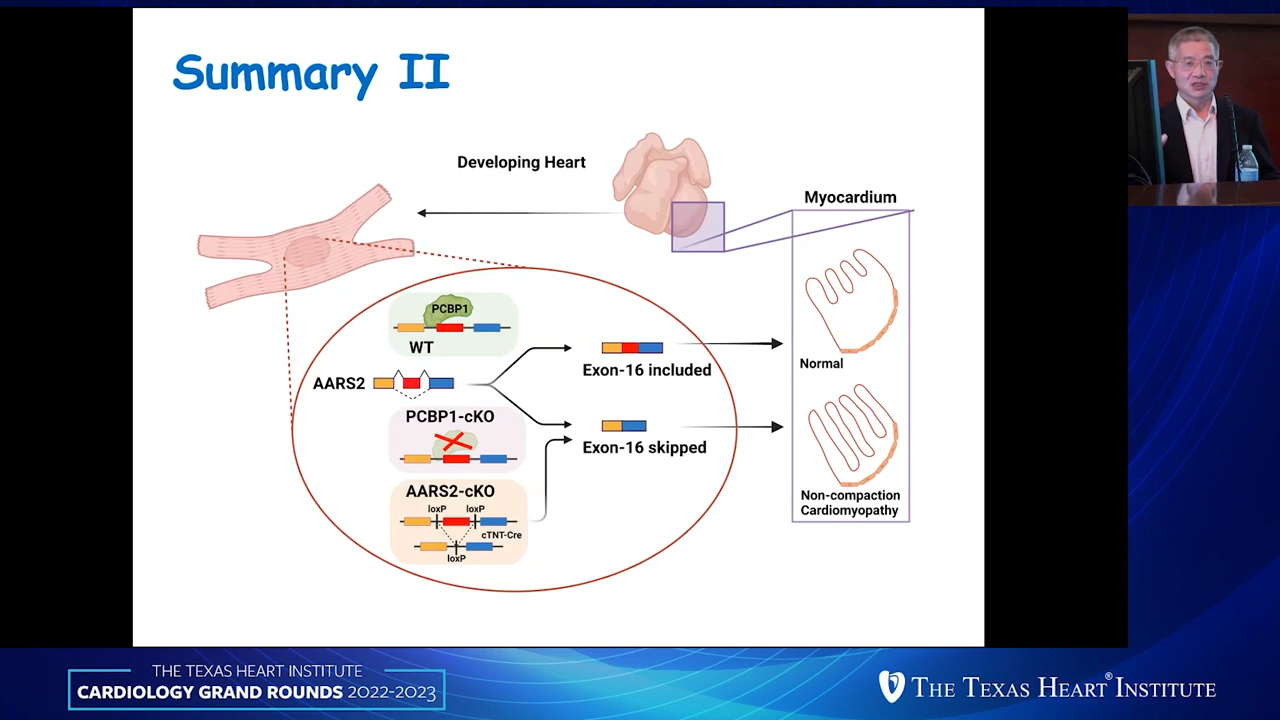 Summary II
Developing Heart
Myocardium
PCBP1
WT
AARS2
Exon-16 included
Normal
PCBP1-cKO
Exon-16 skipped
AARS2-cKO
loxP loxP
cTNT-Cre
loxP
Non-compaction
Cardiomyopathy
THE TEXAS HEART INSTITUTE
CARDIOLOGY GRAND ROUNDS 2022-2023
THE TEXAS HEART® INSTITUTE